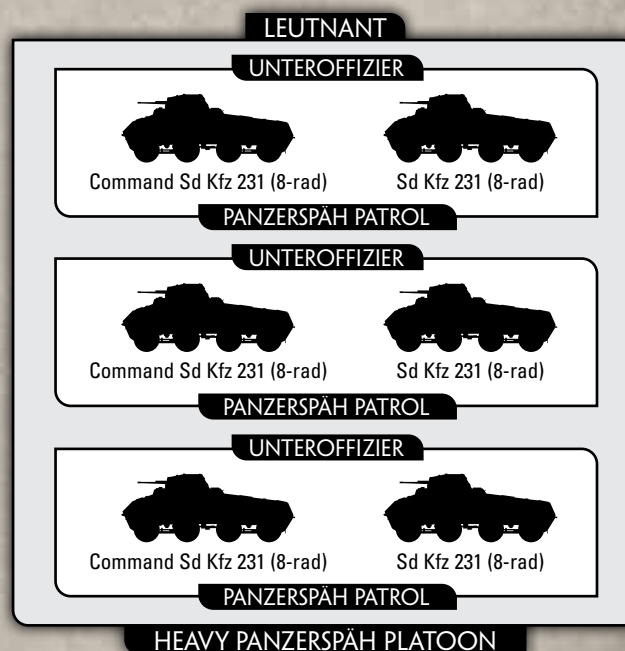 LEUTNANT
UNTEROFFIZIER
Command Sd Kfz 231 (8-rad) Sd Kfz 231 (8-rad)
PANZERSPÄH PATROL
UNTEROFFIZIER
Command Sd Kfz 231 (8-rad) Sd Kfz 231 (8-rad)
PANZERSPÄH PATROL
UNTEROFFIZIER
Command Sd Kfz 231 (8-rad) Sd Kfz 231 (8-rad)
PANZERSPÄH PATROL
HEAVY PANZERSPÄH PLATOON